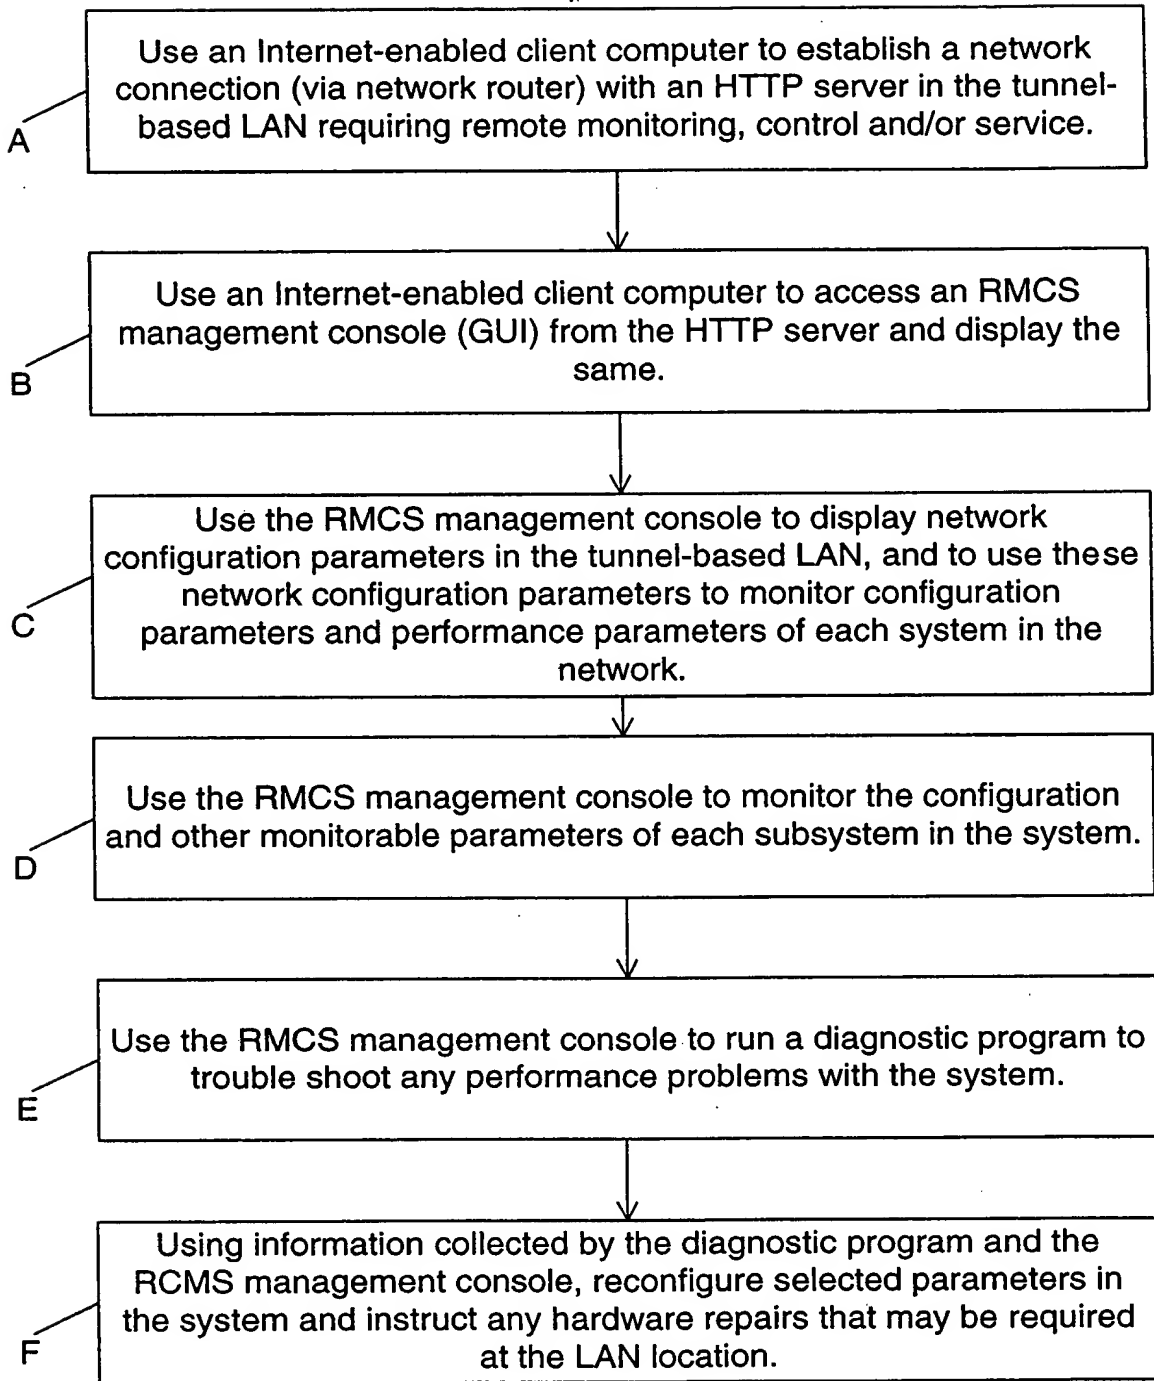 Use an Internet-enabled client computer to establish a network
connection (via network router) with an HTTP server in the tunnel-
based LAN requiring remote monitoring, control and/or service.
A
Use an Internet-enabled client computer to access an RMCS
management console (GUI) from the HTTP server and display the
same.
B
Use the RMCS management console to display network
configuration parameters in the tunnel-based LAN, and to use these
network configuration parameters to monitor configuration
parameters and performance parameters of each system in the
network.
C
Use the RMCS management console to monitor the configuration
and other monitorable parameters of each subsystem in the system.
D
Use the RMCS management console to run a diagnostic program to
trouble shoot any performance problems with the system.
E
Using information collected by the diagnostic program and the
RCMS management console, reconfigure selected parameters in
the system and instruct any hardware repairs that may be required
at the LAN location.
F